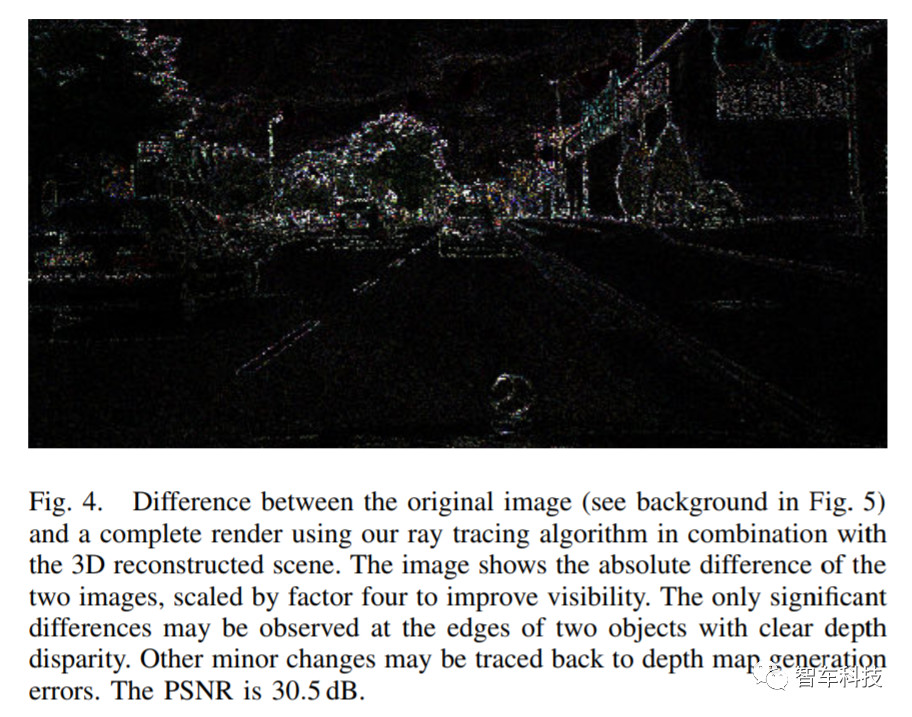 Fig. 4. Difference between the original image (see background in Fig. 5)
and a complete render using our ray tracing algorithm in combination with
the 3D reconstructed scene. The image shows the absolute difference of the
two images, scaled by factor four to improve visibility. The only significant
differences may be observed at the edges of two objects with clear depth
disparity. Other minor changes may be traced back to depth map generation
errors. The PSNR is 30.5 dB.
智车科技